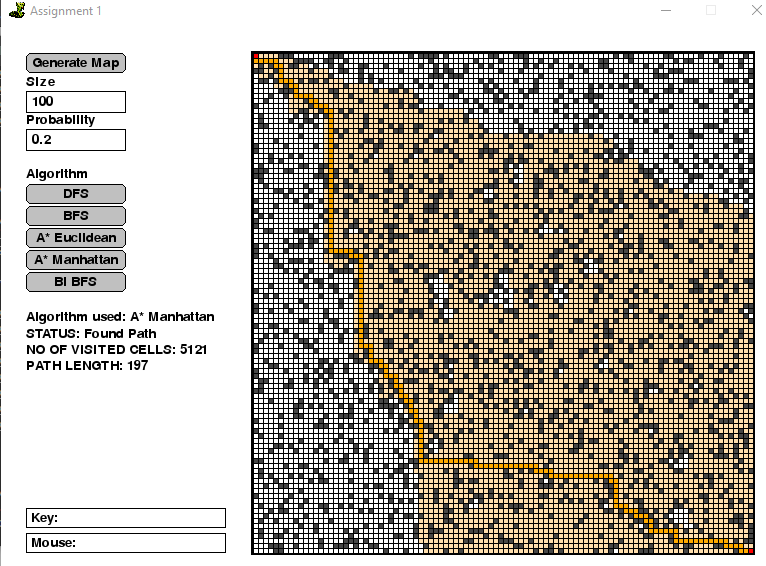 Assignment 1
Generate Map
Size
100
Probability
0.2
Algorithm
DFS
BFS
A* Euclidean
A* Manhattan
BI BFS
Algorithm used: A* Manhattan
STATUS: Found Path
NO OF VISITED CELLS: 5121
PATH LENGTH: 197
Key:
Mouse: